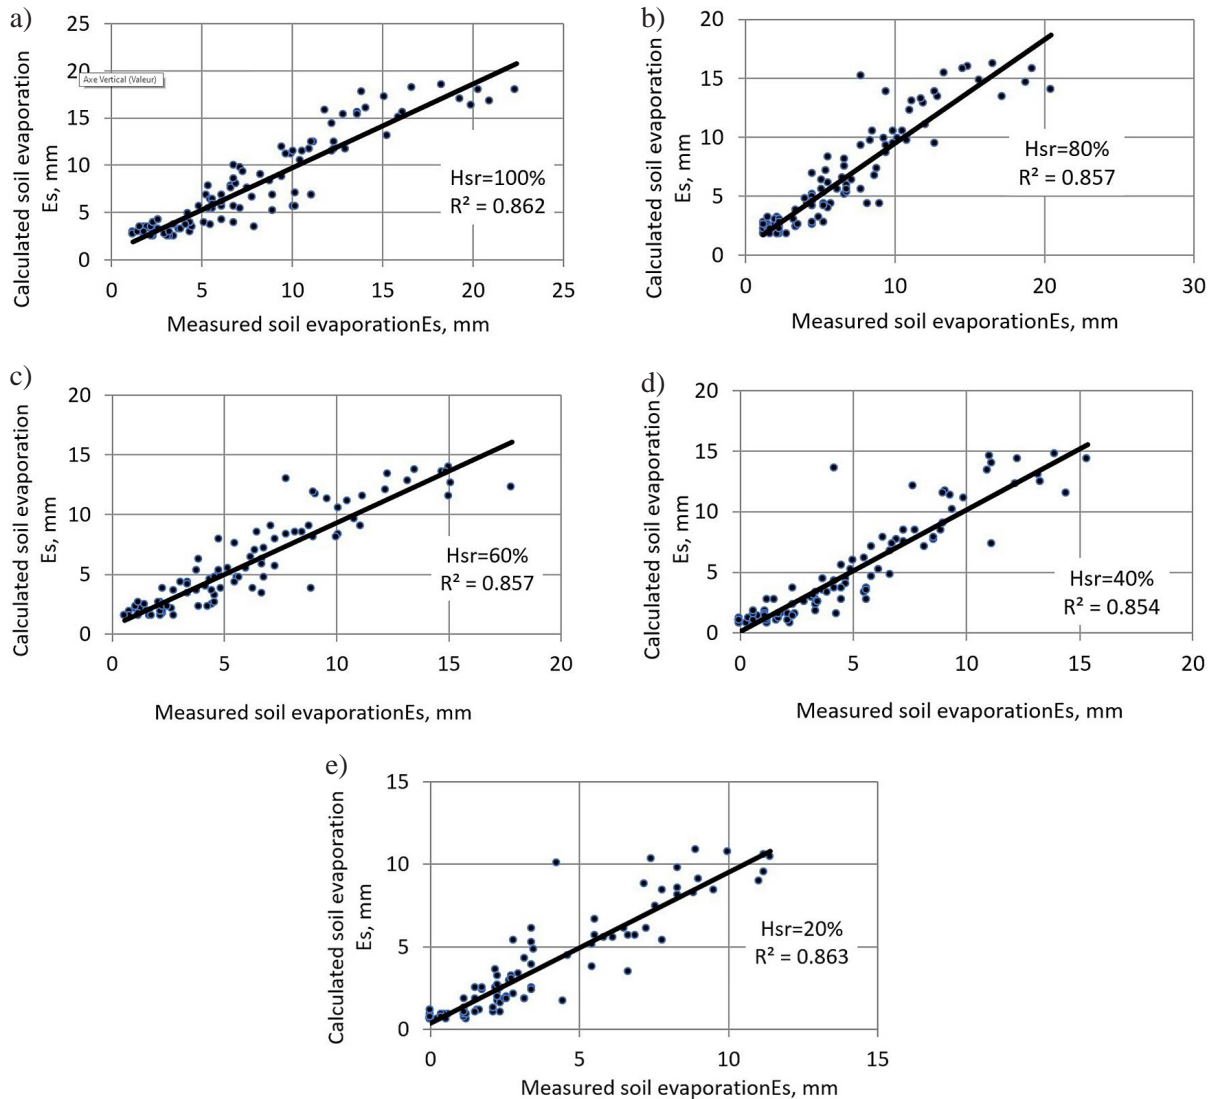 a)
Calculated soil evaporation
Es, mm
25
20
15
10
5
0
Axe Vertical (Valeur)
Hsr=100%
R² = 0.862
0 5 10 15 20 25
Measured soil evaporationEs, mm
b)
Calculated soil evaporation
Es, mm
20
15
10
5
0
Hsr=80%
R² = 0.857
0 10 20 30
Measured soil evaporationEs, mm
c)
Calculated soil evaporation
Es, mm
20
15
10
5
0
Hsr=60%
R² = 0.857
0 5 10 15 20
Measured soil evaporationEs, mm
d)
Calculated soil evaporation
Es, mm
20
15
10
5
0
Hsr=40%
R² = 0.854
0 5 10 15 20
Measured soil evaporationEs, mm
e)
Calculated soil evaporation
Es, mm
15
10
5
0
Hsr=20%
R² = 0.863
0 5 10 15
Measured soil evaporationEs, mm